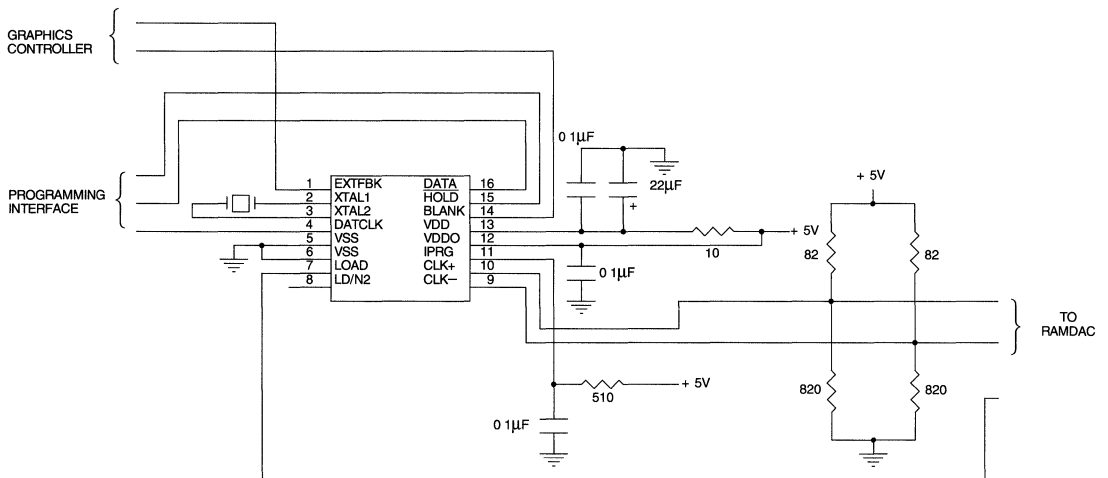 GRAPHICS
CONTROLLER
PROGRAMMING
INTERFACE
1 EXTFBK DATA 16
2 XTAL1 HOLD 15
3 XTAL2 BLANK 14
4 DATCLK VDD 13
5 VSS VDDO 12
6 VSS IPRG 11
7 LOAD CLK+ 10
8 LD/N2 CLK− 9
0 1µF
22µF
+
+ 5V
10
0 1µF
+ 5V
82
82
TO
RAMDAC
820
820
+ 5V
510
0 1µF